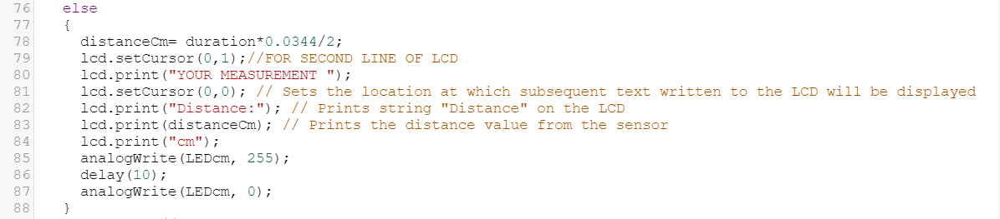 76 else
77 {
78 distanceCm= duration*0.0344/2;
79 lcd.setCursor(0,1);//FOR SECOND LINE OF LCD
80 lcd.print("YOUR MEASUREMENT ");
81 lcd.setCursor(0,0); // Sets the location at which subsequent text written to the LCD will be displayed
82 lcd.print("Distance:"); // Prints string "Distance" on the LCD
83 lcd.print(distanceCm); // Prints the distance value from the sensor
84 lcd.print("cm");
85 analogWrite(LEDcm, 255);
86 delay(10);
87 analogWrite(LEDcm, 0);
88 }